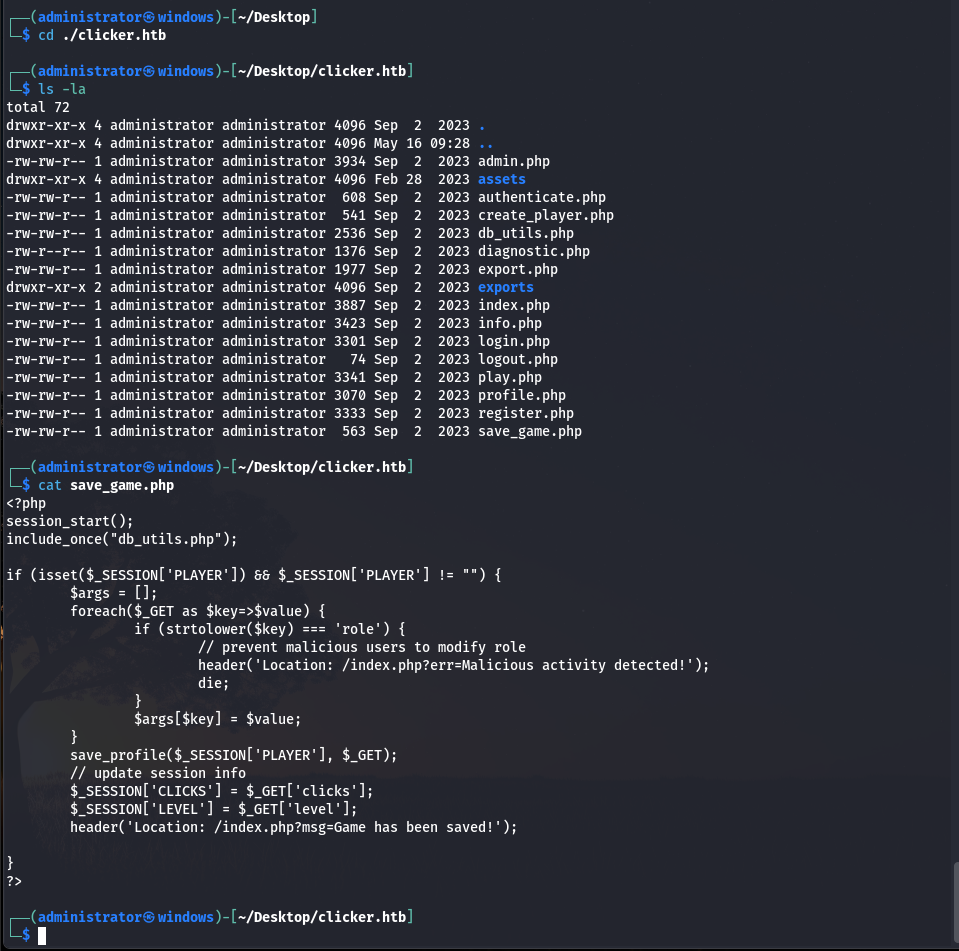 ┌──(administrator㉿windows)-[~/Desktop]
└─$ cd ./clicker.htb

┌──(administrator㉿windows)-[~/Desktop/clicker.htb]
└─$ ls -la
total 72
drwxr-xr-x 4 administrator administrator 4096 Sep  2  2023 .
drwxr-xr-x 4 administrator administrator 4096 May 16 09:28 ..
-rw-rw-r-- 1 administrator administrator 3934 Sep  2  2023 admin.php
drwxr-xr-x 4 administrator administrator 4096 Feb 28  2023 assets
-rw-rw-r-- 1 administrator administrator  608 Sep  2  2023 authenticate.php
-rw-rw-r-- 1 administrator administrator  541 Sep  2  2023 create_player.php
-rw-rw-r-- 1 administrator administrator 2536 Sep  2  2023 db_utils.php
-rw-r--r-- 1 administrator administrator 1376 Sep  2  2023 diagnostic.php
-rw-rw-r-- 1 administrator administrator 1977 Sep  2  2023 export.php
drwxr-xr-x 2 administrator administrator 4096 Sep  2  2023 exports
-rw-rw-r-- 1 administrator administrator 3887 Sep  2  2023 index.php
-rw-rw-r-- 1 administrator administrator 3423 Sep  2  2023 info.php
-rw-rw-r-- 1 administrator administrator 3301 Sep  2  2023 login.php
-rw-rw-r-- 1 administrator administrator   74 Sep  2  2023 logout.php
-rw-rw-r-- 1 administrator administrator 3341 Sep  2  2023 play.php
-rw-rw-r-- 1 administrator administrator 3070 Sep  2  2023 profile.php
-rw-rw-r-- 1 administrator administrator 3333 Sep  2  2023 register.php
-rw-rw-r-- 1 administrator administrator  563 Sep  2  2023 save_game.php

┌──(administrator㉿windows)-[~/Desktop/clicker.htb]
└─$ cat save_game.php
<?php
session_start();
include_once("db_utils.php");

if (isset($_SESSION['PLAYER']) && $_SESSION['PLAYER'] != "") {
        $args = [];
        foreach($_GET as $key=>$value) {
                if (strtolower($key) === 'role') {
                        // prevent malicious users to modify role
                        header('Location: /index.php?err=Malicious activity detected!');
                        die;
                }
                $args[$key] = $value;
        }
        save_profile($_SESSION['PLAYER'], $_GET);
        // update session info
        $_SESSION['CLICKS'] = $_GET['clicks'];
        $_SESSION['LEVEL'] = $_GET['level'];
        header('Location: /index.php?msg=Game has been saved!');

}
?>

┌──(administrator㉿windows)-[~/Desktop/clicker.htb]
└─$